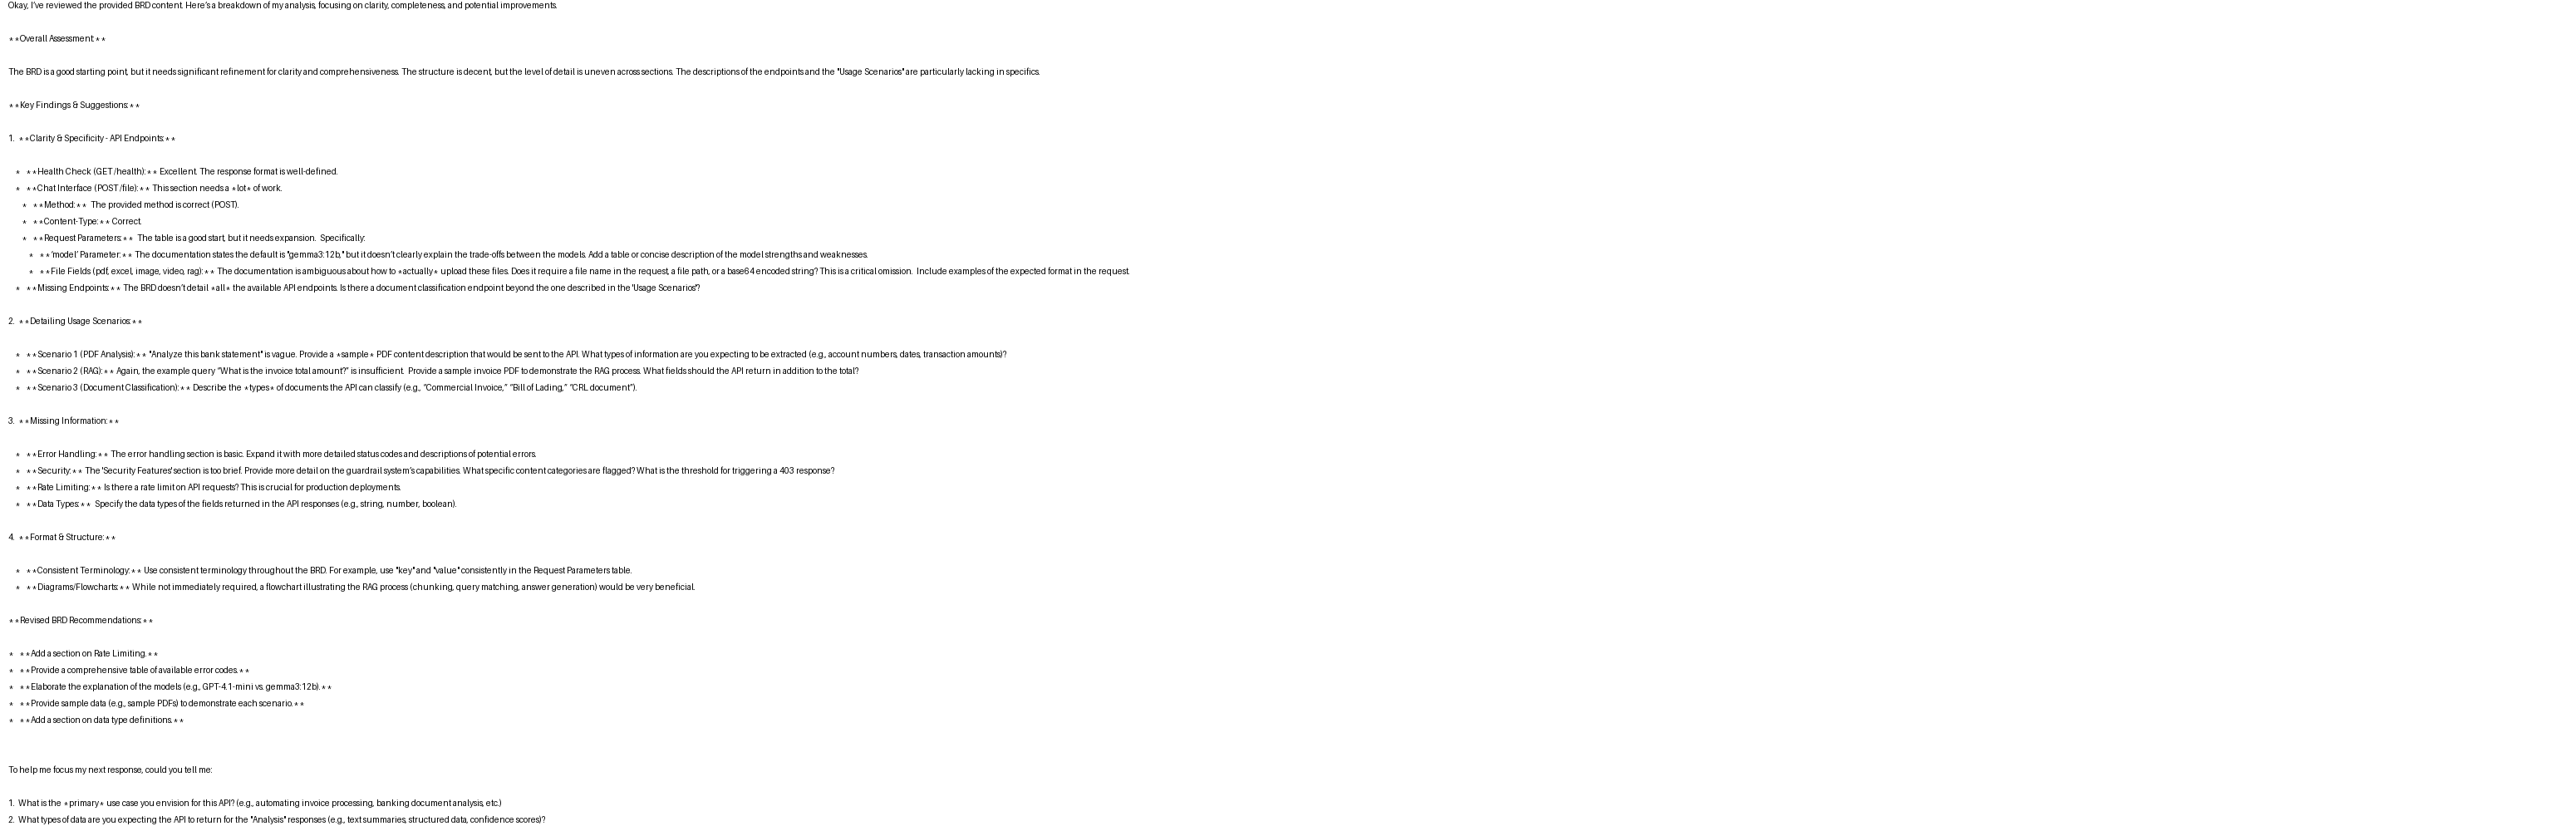 Okay, I've reviewed the provided BRD content. Here's a breakdown of my analysis, focusing on clarity, completeness, and potential improvements.
**Overall Assessment:**
The BRD is a good starting point, but it needs significant refinement for clarity and comprehensiveness. The structure is decent, but the level of detail is uneven across sections. The descriptions of the endpoints and the "Usage Scenarios" are particularly lacking in specifics.
**Key Findings & Suggestions:**
1. **Clarity & Specificity - API Endpoints:**
* **Health Check (GET /health):** Excellent. The response format is well-defined.
* **Chat Interface (POST /file):** This section needs a *lot* of work.
* **Method:** The provided method is correct (POST).
* **Content-Type:** Correct.
* **Request Parameters:** The table is a good start, but it needs expansion. Specifically:
* **'model' Parameter:** The documentation states the default is "gemma3:12b," but it doesn't clearly explain the trade-offs between the models. Add a table or concise description of the model strengths and weaknesses.
* **File Fields (pdf, excel, image, video, rag):** The documentation is ambiguous about how to *actually* upload these files. Does it require a file name in the request, a file path, or a base64 encoded string? This is a critical omission. Include examples of the expected format in the request.
* **Missing Endpoints:** The BRD doesn't detail *all* the available API endpoints. Is there a document classification endpoint beyond the one described in the 'Usage Scenarios'?
2. **Detailing Usage Scenarios:**
* **Scenario 1 (PDF Analysis):** "Analyze this bank statement" is vague. Provide a *sample* PDF content description that would be sent to the API. What types of information are you expecting to be extracted (e.g., account numbers, dates, transaction amounts)?
* **Scenario 2 (RAG):** Again, the example query "What is the invoice total amount?" is insufficient. Provide a sample invoice PDF to demonstrate the RAG process. What fields should the API return in addition to the total?
* **Scenario 3 (Document Classification):** Describe the *types* of documents the API can classify (e.g., "Commercial Invoice," "Bill of Lading," "CRL document").
3. **Missing Information:**
* **Error Handling:** The error handling section is basic. Expand it with more detailed status codes and descriptions of potential errors.
* **Security:** The 'Security Features' section is too brief. Provide more detail on the guardrail system's capabilities. What specific content categories are flagged? What is the threshold for triggering a 403 response?
* **Rate Limiting:** Is there a rate limit on API requests? This is crucial for production deployments.
* **Data Types:** Specify the data types of the fields returned in the API responses (e.g., string, number, boolean).
4. **Format & Structure:**
* **Consistent Terminology:** Use consistent terminology throughout the BRD. For example, use "key" and "value" consistently in the Request Parameters table.
* **Diagrams/Flowcharts:** While not immediately required, a flowchart illustrating the RAG process (chunking, query matching, answer generation) would be very beneficial.
**Revised BRD Recommendations:**
* **Add a section on Rate Limiting.**
* **Provide a comprehensive table of available error codes.**
* **Elaborate the explanation of the models (e.g., GPT-4.1-mini vs. gemma3:12b).**
* **Provide sample data (e.g., sample PDFs) to demonstrate each scenario.**
* **Add a section on data type definitions.**
To help me focus my next response, could you tell me:
1. What is the *primary* use case you envision for this API? (e.g., automating invoice processing, banking document analysis, etc.)
2. What types of data are you expecting the API to return for the "Analysis" responses (e.g., text summaries, structured data, confidence scores)?